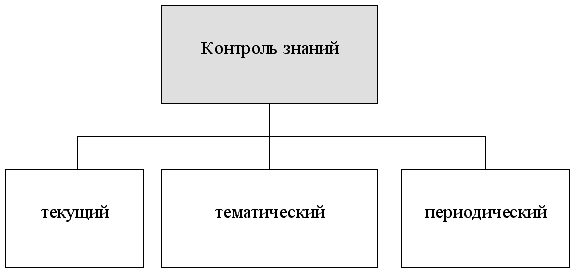 Контроль знаний
текущий
тематический
периодический